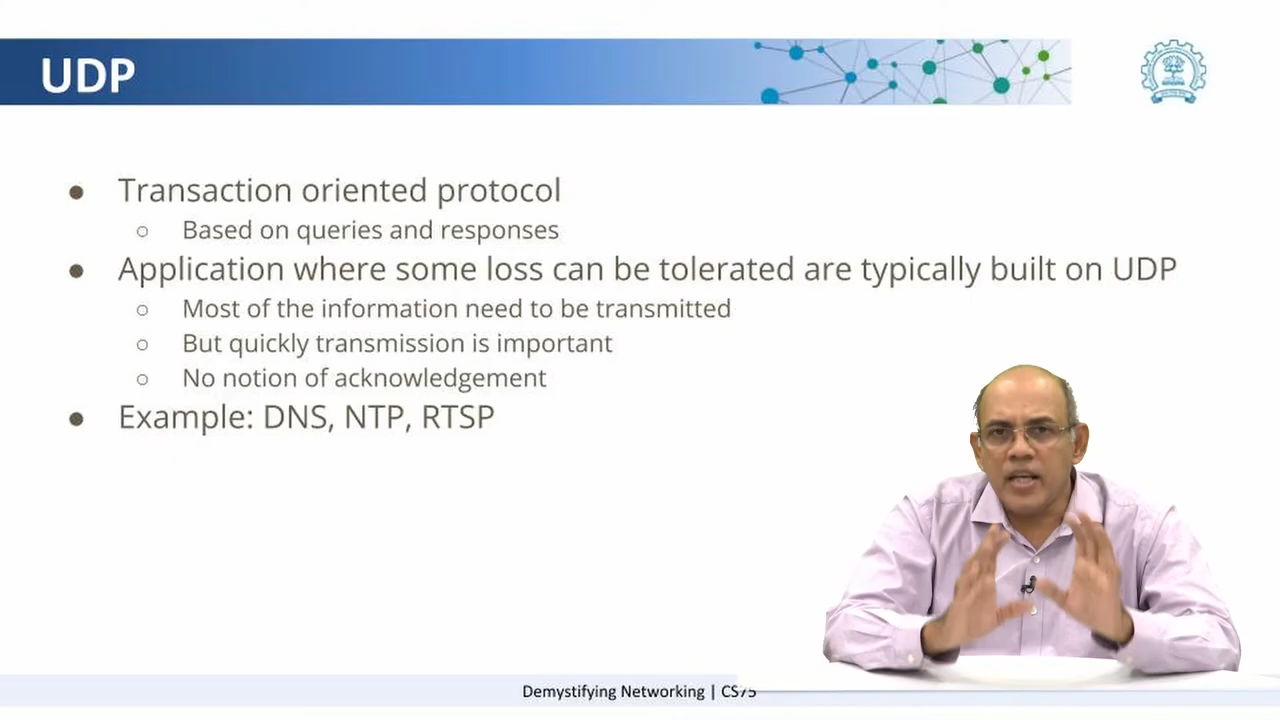 UDP
● Transaction oriented protocol
○ Based on queries and responses
● Application where some loss can be tolerated are typically built on UDP
○ Most of the information need to be transmitted
○ But quickly transmission is important
○ No notion of acknowledgement
● Example: DNS, NTP, RTSP
Demystifying Networking | CS75